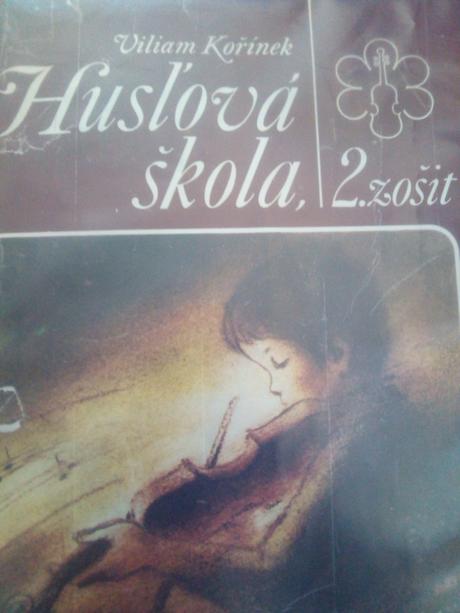 Viliam Kořínek
Husľová
škola, 2.zošit